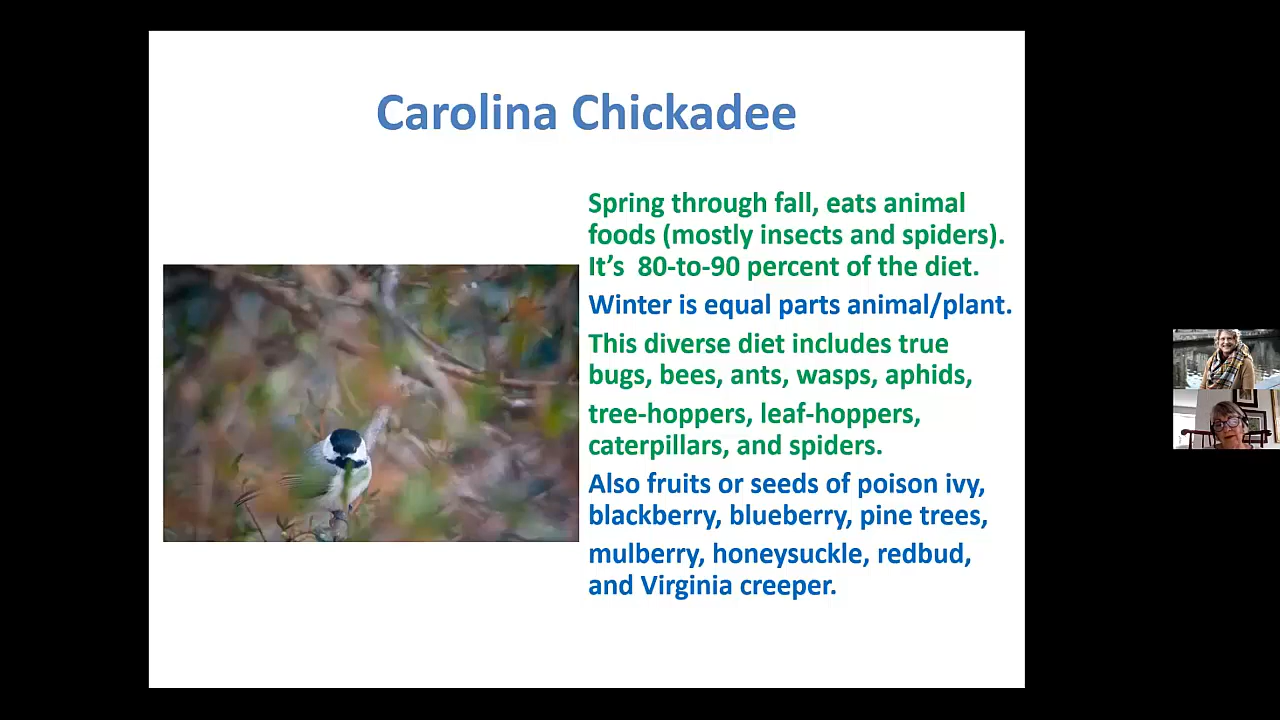 Carolina Chickadee
Spring through fall, eats animal
foods (mostly insects and spiders).
It’s  80-to-90 percent of the diet.
Winter is equal parts animal/plant.
This diverse diet includes true
bugs, bees, ants, wasps, aphids,
tree-hoppers, leaf-hoppers,
caterpillars, and spiders.
Also fruits or seeds of poison ivy,
blackberry, blueberry, pine trees,
mulberry, honeysuckle, redbud,
and Virginia creeper.